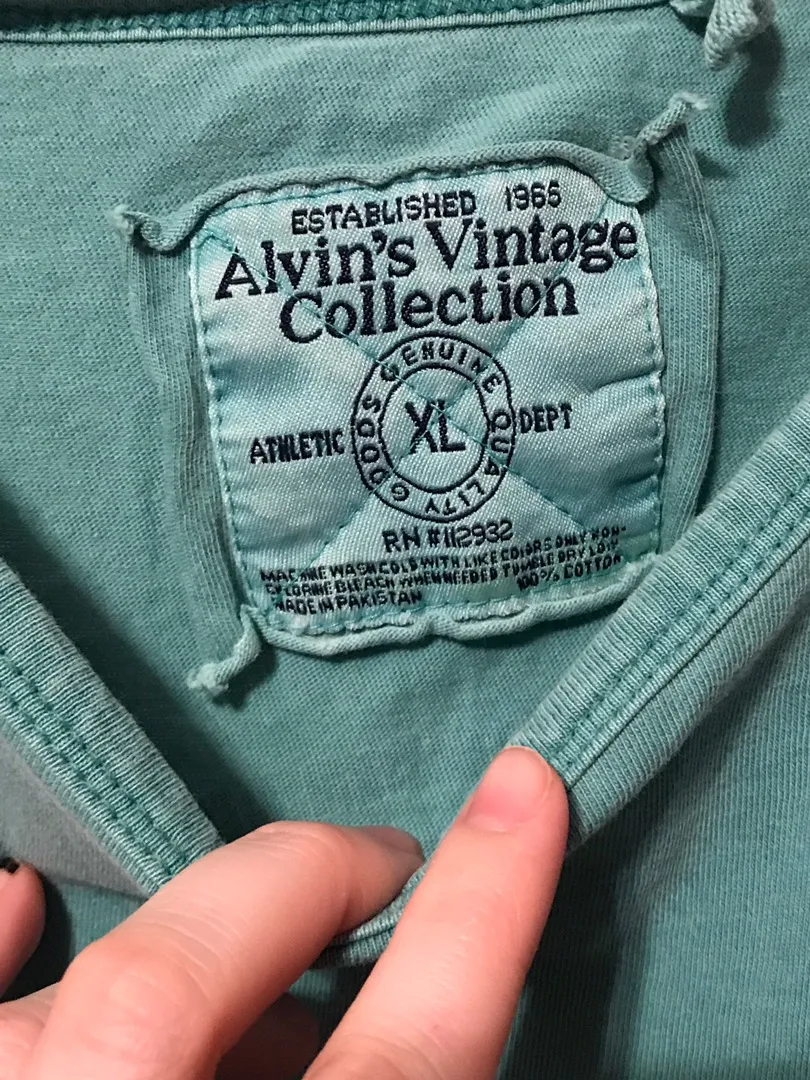 ESTABLISHED 1965
Alvin's Vintage
Collection
GENUINE QUALITY GOODS
ATHLETIC XL DEPT
RN #112932
MACHINE WASH COLD WITH LIKE COLORS ONLY NON-
CLORINE BLEACH WHEN NEEDED TUMBLE DRY LOW
MADE IN PAKISTAN 100% COTTON